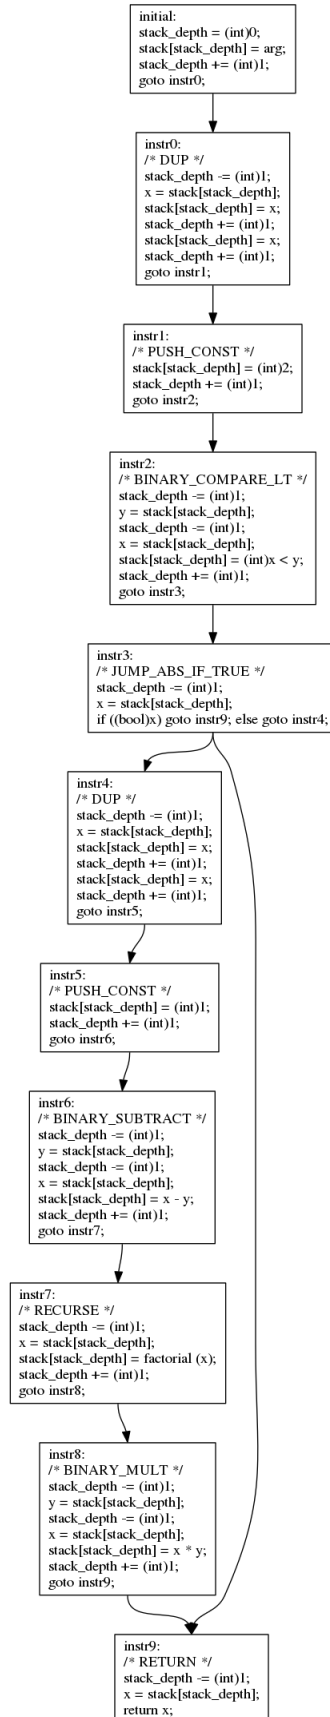 initial:
stack_depth = (int)0;
stack[stack_depth] = arg;
stack_depth += (int)1;
goto instr0;
instr0:
/* DUP */
stack_depth -= (int)1;
x = stack[stack_depth];
stack[stack_depth] = x;
stack_depth += (int)1;
stack[stack_depth] = x;
stack_depth += (int)1;
goto instr1;
instr1:
/* PUSH_CONST */
stack[stack_depth] = (int)2;
stack_depth += (int)1;
goto instr2;
instr2:
/* BINARY_COMPARE_LT */
stack_depth -= (int)1;
y = stack[stack_depth];
stack_depth -= (int)1;
x = stack[stack_depth];
stack[stack_depth] = (int)x < y;
stack_depth += (int)1;
goto instr3;
instr3:
/* JUMP_ABS_IF_TRUE */
stack_depth -= (int)1;
x = stack[stack_depth];
if ((bool)x) goto instr9; else goto instr4;
instr4:
/* DUP */
stack_depth -= (int)1;
x = stack[stack_depth];
stack[stack_depth] = x;
stack_depth += (int)1;
stack[stack_depth] = x;
stack_depth += (int)1;
goto instr5;
instr5:
/* PUSH_CONST */
stack[stack_depth] = (int)1;
stack_depth += (int)1;
goto instr6;
instr6:
/* BINARY_SUBTRACT */
stack_depth -= (int)1;
y = stack[stack_depth];
stack_depth -= (int)1;
x = stack[stack_depth];
stack[stack_depth] = x - y;
stack_depth += (int)1;
goto instr7;
instr7:
/* RECURSE */
stack_depth -= (int)1;
x = stack[stack_depth];
stack[stack_depth] = factorial (x);
stack_depth += (int)1;
goto instr8;
instr8:
/* BINARY_MULT */
stack_depth -= (int)1;
y = stack[stack_depth];
stack_depth -= (int)1;
x = stack[stack_depth];
stack[stack_depth] = x * y;
stack_depth += (int)1;
goto instr9;
instr9:
/* RETURN */
stack_depth -= (int)1;
x = stack[stack_depth];
return x;